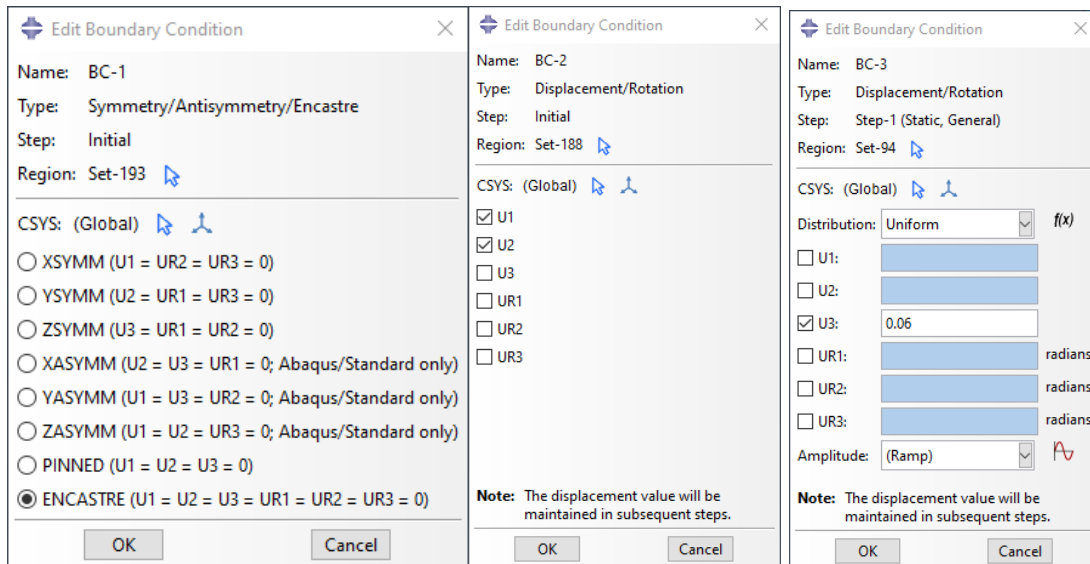 Edit Boundary Condition
Name: BC-1
Type: Symmetry/Antisymmetry/Encastre
Step: Initial
Region: Set-193
CSYS: (Global)
XSYMM (U1 = UR2 = UR3 = 0)
YSYMM (U2 = UR1 = UR3 = 0)
ZSYMM (U3 = UR1 = UR2 = 0)
XASYMM (U2 = U3 = UR1 = 0; Abaqus/Standard only)
YASYMM (U1 = U3 = UR2 = 0; Abaqus/Standard only)
ZASYMM (U1 = U2 = UR3 = 0; Abaqus/Standard only)
PINNED (U1 = U2 = U3 = 0)
ENCASTRE (U1 = U2 = U3 = UR1 = UR2 = UR3 = 0)
OK Cancel
Edit Boundary Condition
Name: BC-2
Type: Displacement/Rotation
Step: Initial
Region: Set-188
CSYS: (Global)
U1
U2
U3
UR1
UR2
UR3
Note: The displacement value will be
maintained in subsequent steps.
OK Cancel
Edit Boundary Condition
Name: BC-3
Type: Displacement/Rotation
Step: Step-1 (Static, General)
Region: Set-94
CSYS: (Global)
Distribution: Uniform f(x)
U1:
U2:
U3: 0.06
UR1: radians
UR2: radians
UR3: radians
Amplitude: (Ramp)
Note: The displacement value will be
maintained in subsequent steps.
OK Cancel